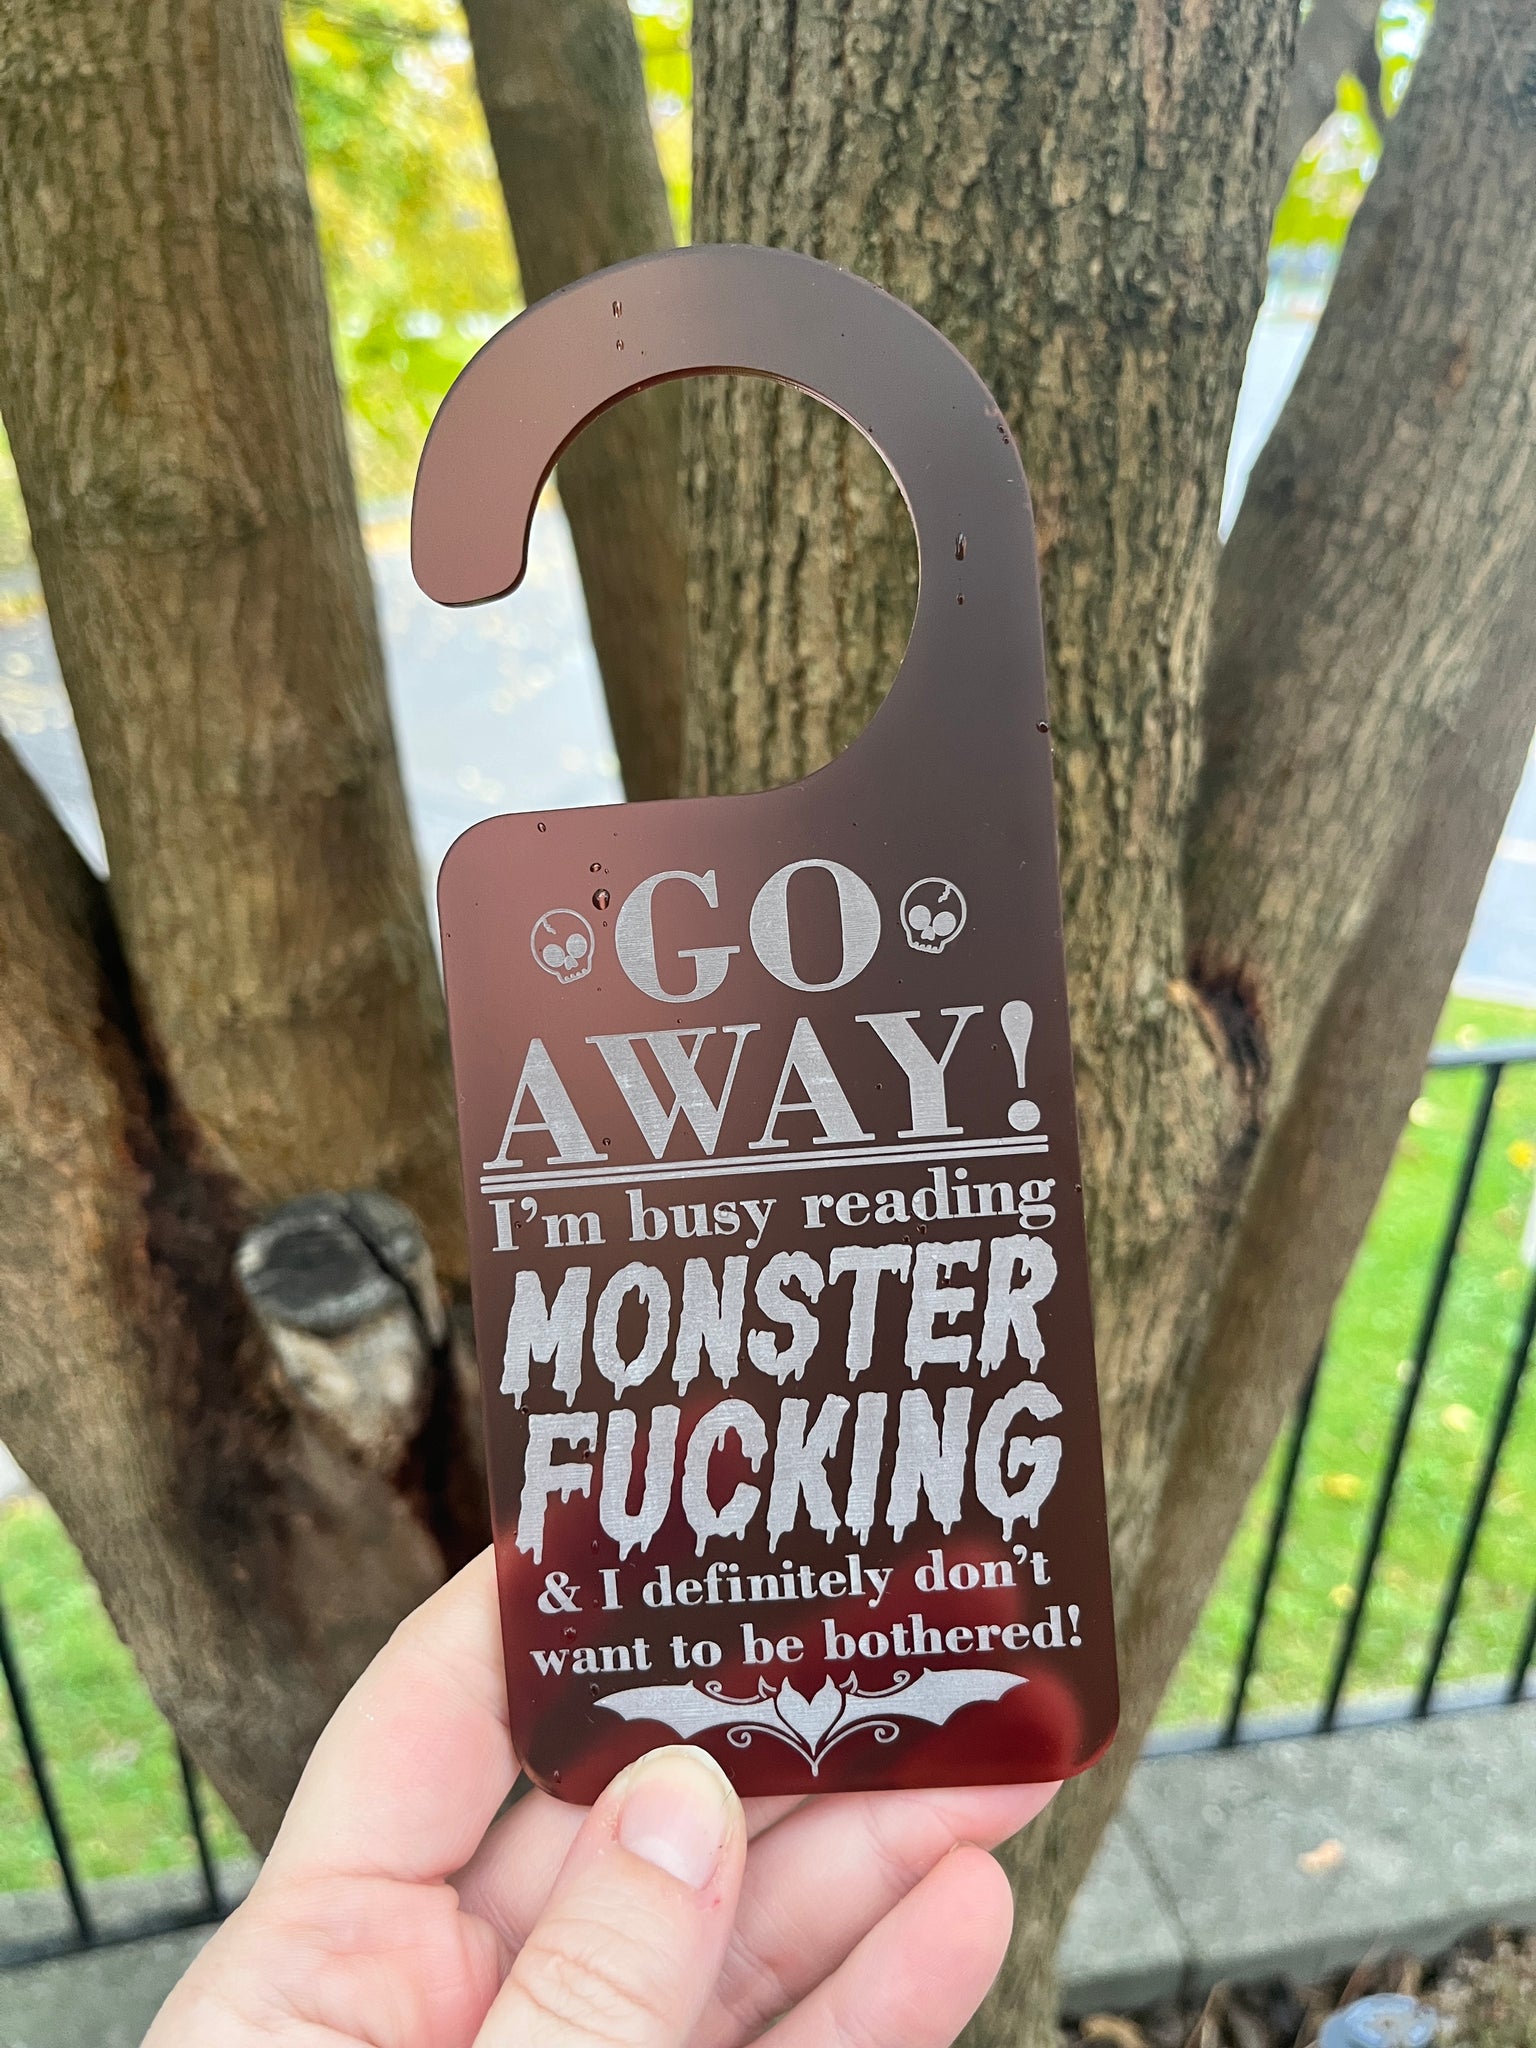 GO
AWAY!
I'm busy reading
MONSTER
FUCKING
& I definitely don't
want to be bothered!